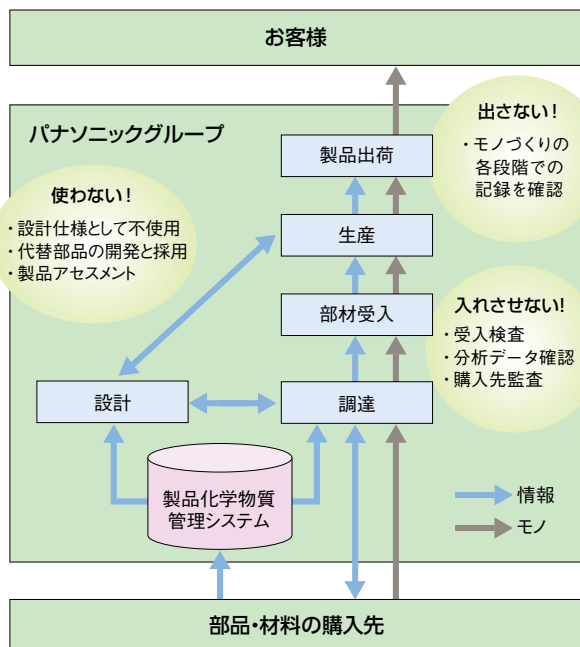 お客様
パナソニックグループ
出さない！
・モノづくりの
各段階での
記録を確認
製品出荷
使わない！
・設計仕様として不使用
・代替部品の開発と採用
・製品アセスメント
生産
部材受入
入れさせない！
・受入検査
・分析データ確認
・購入先監査
設計
調達
製品化学物質
管理システム
情報
モノ
部品・材料の購入先